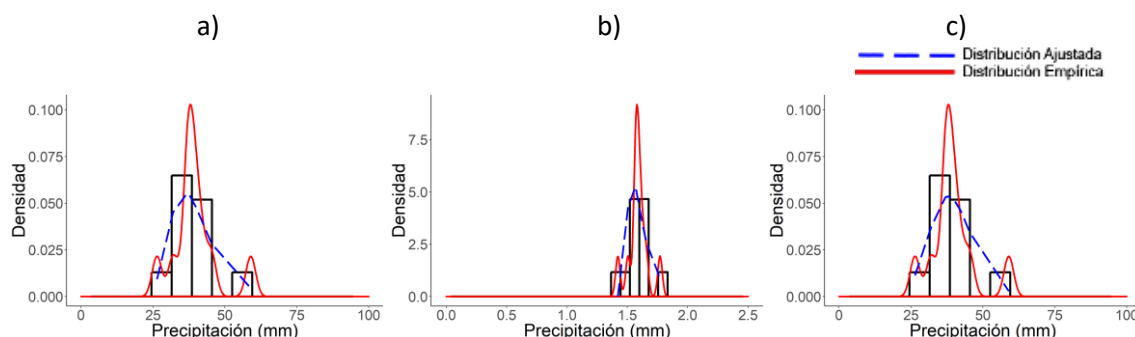 a)
b)
c)
Distribución Ajustada
Distribución Empírica
Densidad
0.100
0.075
0.050
0.025
0.000
0 25 50 75 100
Precipitación (mm)
Densidad
7.5
5.0
2.5
0.0
0.0 0.5 1.0 1.5 2.0 2.5
Precipitación (mm)
Densidad
0.100
0.075
0.050
0.025
0.000
0 25 50 75 100
Precipitación (mm)